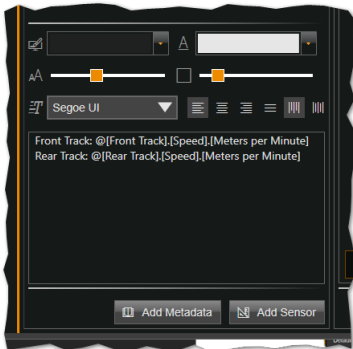 A
AA
Segoe UI
Front Track: @[Front Track].[Speed].[Meters per Minute]
Rear Track: @[Rear Track].[Speed].[Meters per Minute]
Add Metadata Add Sensor